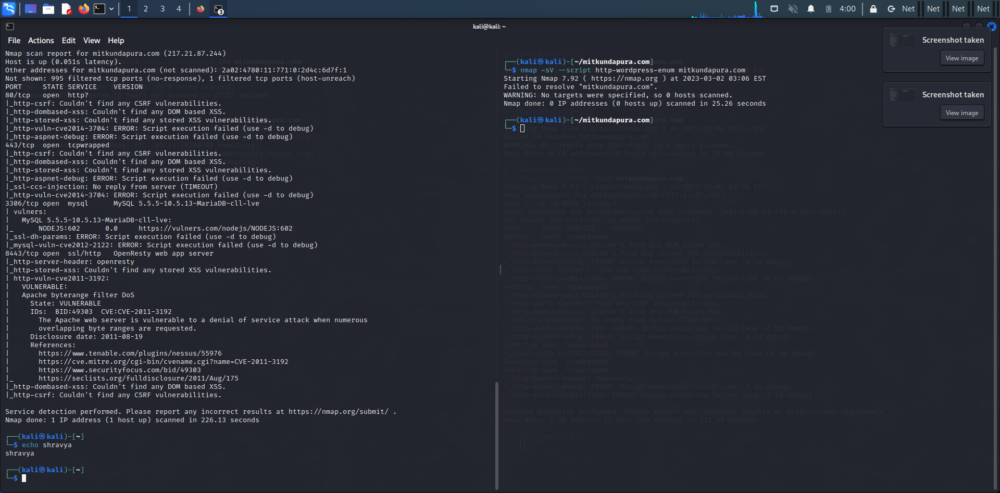 1 2 3 4 3 4:00 Net Net Net Net
kali@kali: ~
File Actions Edit View Help
Nmap scan report for mitkundapura.com (217.21.87.244)
Host is up (0.051s latency).
Other addresses for mitkundapura.com (not scanned): 2a02:4780:11:771:0:2d4c:6d7f:1
Not shown: 995 filtered tcp ports (no-response), 1 filtered tcp ports (host-unreach)
PORT     STATE SERVICE    VERSION
80/tcp   open  http?
|_http-csrf: Couldn't find any CSRF vulnerabilities.
|_http-dombased-xss: Couldn't find any DOM based XSS.
|_http-stored-xss: Couldn't find any stored XSS vulnerabilities.
|_http-vuln-cve2014-3704: ERROR: Script execution failed (use -d to debug)
|_http-aspnet-debug: ERROR: Script execution failed (use -d to debug)
443/tcp  open  tcpwrapped
|_http-csrf: Couldn't find any CSRF vulnerabilities.
|_http-dombased-xss: Couldn't find any DOM based XSS.
|_http-stored-xss: Couldn't find any stored XSS vulnerabilities.
|_http-aspnet-debug: ERROR: Script execution failed (use -d to debug)
|_ssl-ccs-injection: No reply from server (TIMEOUT)
|_http-vuln-cve2014-3704: ERROR: Script execution failed (use -d to debug)
3306/tcp open  mysql      MySQL 5.5.5-10.5.13-MariaDB-cll-lve
| vulners:
|   MySQL 5.5.5-10.5.13-MariaDB-cll-lve:
|_      NODEJS:602      0.0     https://vulners.com/nodejs/NODEJS:602
|_ssl-dh-params: ERROR: Script execution failed (use -d to debug)
|_mysql-vuln-cve2012-2122: ERROR: Script execution failed (use -d to debug)
8443/tcp open  ssl/http   OpenResty web app server
|_http-server-header: openresty
|_http-stored-xss: Couldn't find any stored XSS vulnerabilities.
| http-vuln-cve2011-3192:
|   VULNERABLE:
|   Apache byterange filter DoS
|     State: VULNERABLE
|     IDs:  BID:49303  CVE:CVE-2011-3192
|       The Apache web server is vulnerable to a denial of service attack when numerous
|       overlapping byte ranges are requested.
|     Disclosure date: 2011-08-19
|     References:
|       https://www.tenable.com/plugins/nessus/55976
|       https://cve.mitre.org/cgi-bin/cvename.cgi?name=CVE-2011-3192
|       https://www.securityfocus.com/bid/49303
|_      https://seclists.org/fulldisclosure/2011/Aug/175
|_http-dombased-xss: Couldn't find any DOM based XSS.
|_http-csrf: Couldn't find any CSRF vulnerabilities.
Service detection performed. Please report any incorrect results at https://nmap.org/submit/ .
Nmap done: 1 IP address (1 host up) scanned in 226.13 seconds
┌──(kali㉿kali)-[~]
└─$ echo shravya
shravya
┌──(kali㉿kali)-[~]
└─$
┌──(kali㉿kali)-[~/mitkundapura.com]
└─$ nmap -sV --script http-wordpress-enum mitkundapura.com
Starting Nmap 7.92 ( https://nmap.org ) at 2023-03-02 03:06 EST
Failed to resolve "mitkundapura.com".
WARNING: No targets were specified, so 0 hosts scanned.
Nmap done: 0 IP addresses (0 hosts up) scanned in 25.26 seconds
┌──(kali㉿kali)-[~/mitkundapura.com]
└─$
Screenshot taken
View image
Screenshot taken
View image